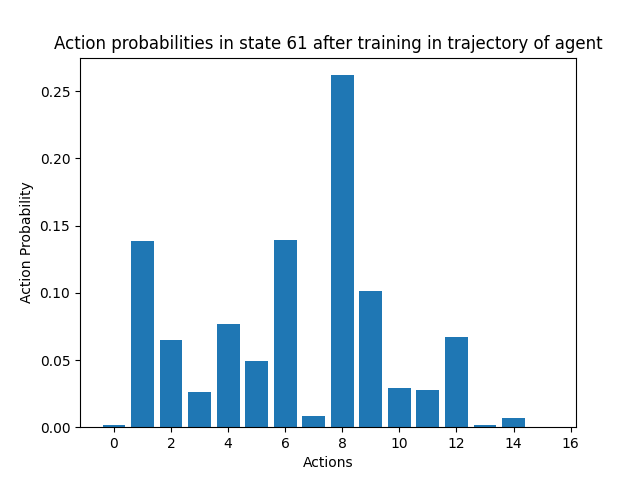 Action probabilities in state 61 after training in trajectory of agent
0.25
0.20
0.15
0.10
0.05
0.00
Action Probability
0 2 4 6 8 10 12 14 16
Actions